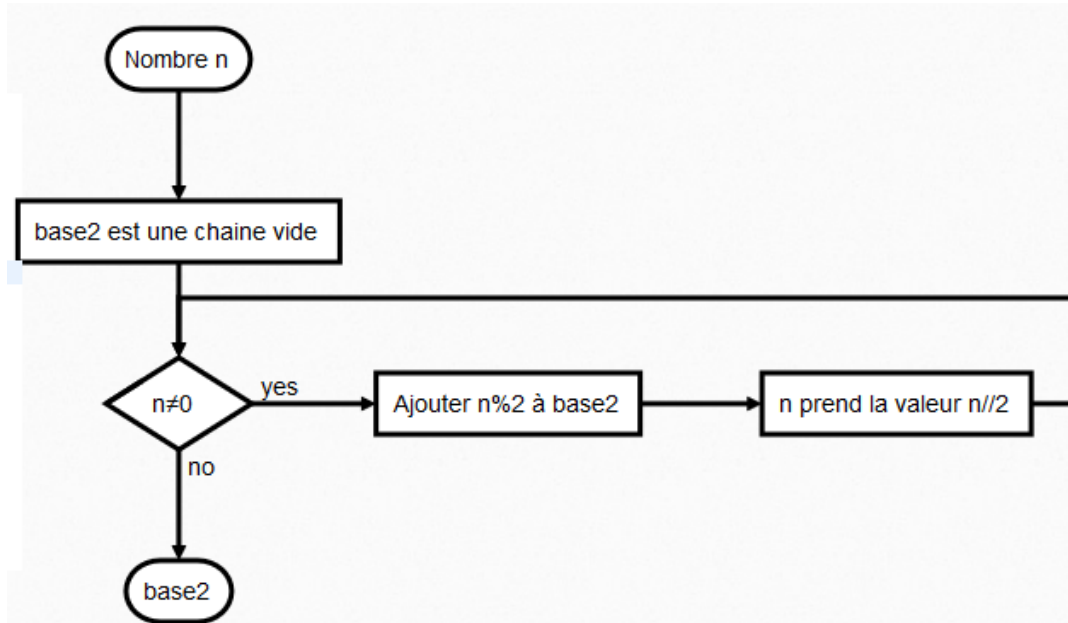 Nombre n
base2 est une chaine vide
n≠0
yes
Ajouter n%2 à base2
n prend la valeur n//2
no
base2